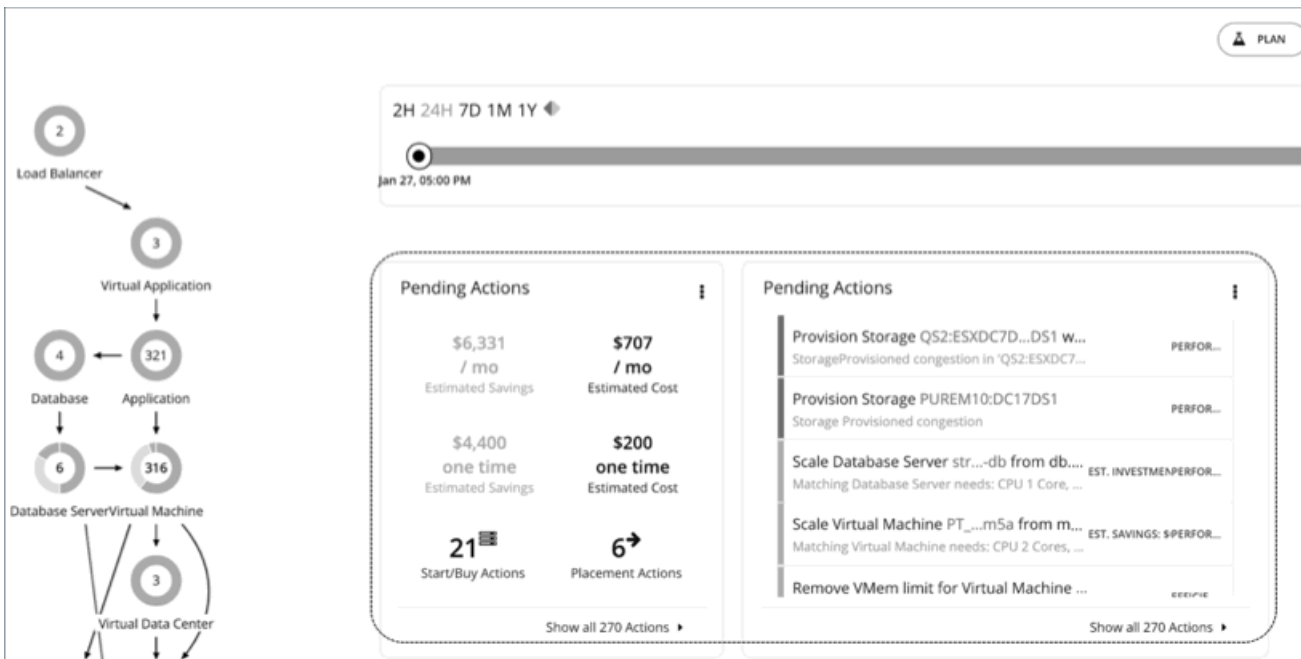 PLAN
2H 24H 7D 1M 1Y
Jan 27, 05:00 PM
2
Load Balancer
3
Virtual Application
4
321
Database
Application
6
316
Database Server
Virtual Machine
3
Virtual Data Center
Pending Actions
$6,331
/ mo
Estimated Savings
$707
/ mo
Estimated Cost
$4,400
one time
Estimated Savings
$200
one time
Estimated Cost
21
Start/Buy Actions
6
Placement Actions
Show all 270 Actions
Pending Actions
Provision Storage QS2:ESXDC7D...DS1 w...
StorageProvisioned congestion in 'QS2:ESXDC7...
PERFOR...
Provision Storage PUREM10:DC17DS1
Storage Provisioned congestion
PERFOR...
Scale Database Server str...-db from db....
Matching Database Server needs: CPU 1 Core, ...
EST. INVESTMEN PERFOR...
Scale Virtual Machine PT_...m5a from m...
Matching Virtual Machine needs: CPU 2 Cores, ...
EST. SAVINGS: $ PERFOR...
Remove VMem limit for Virtual Machine ...
Show all 270 Actions